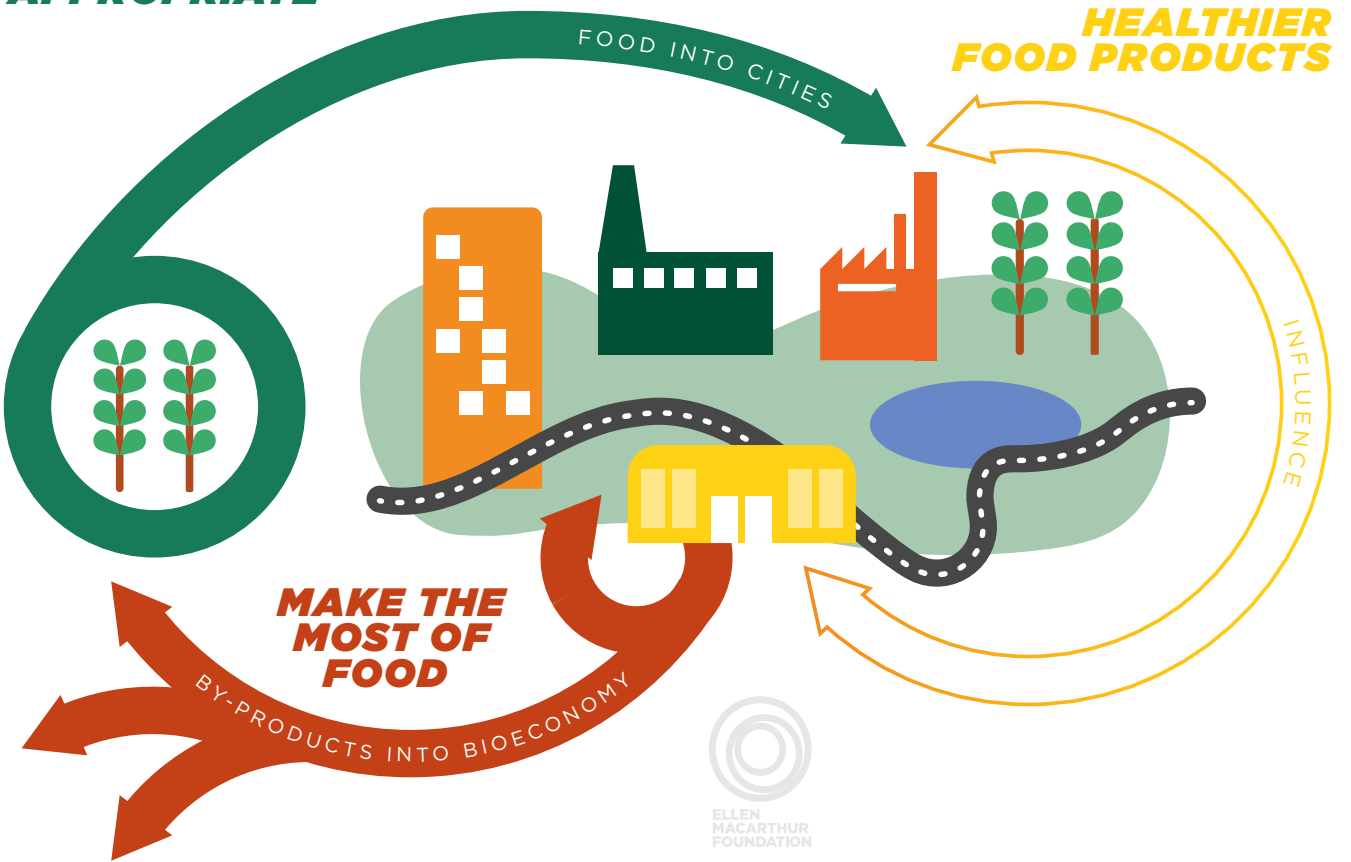 APPROPRIATE
HEALTHIER
FOOD PRODUCTS
FOOD INTO CITIES
INFLUENCE
MAKE THE
MOST OF
FOOD
BY-PRODUCTS INTO BIOECONOMY
ELLEN
MACARTHUR
FOUNDATION